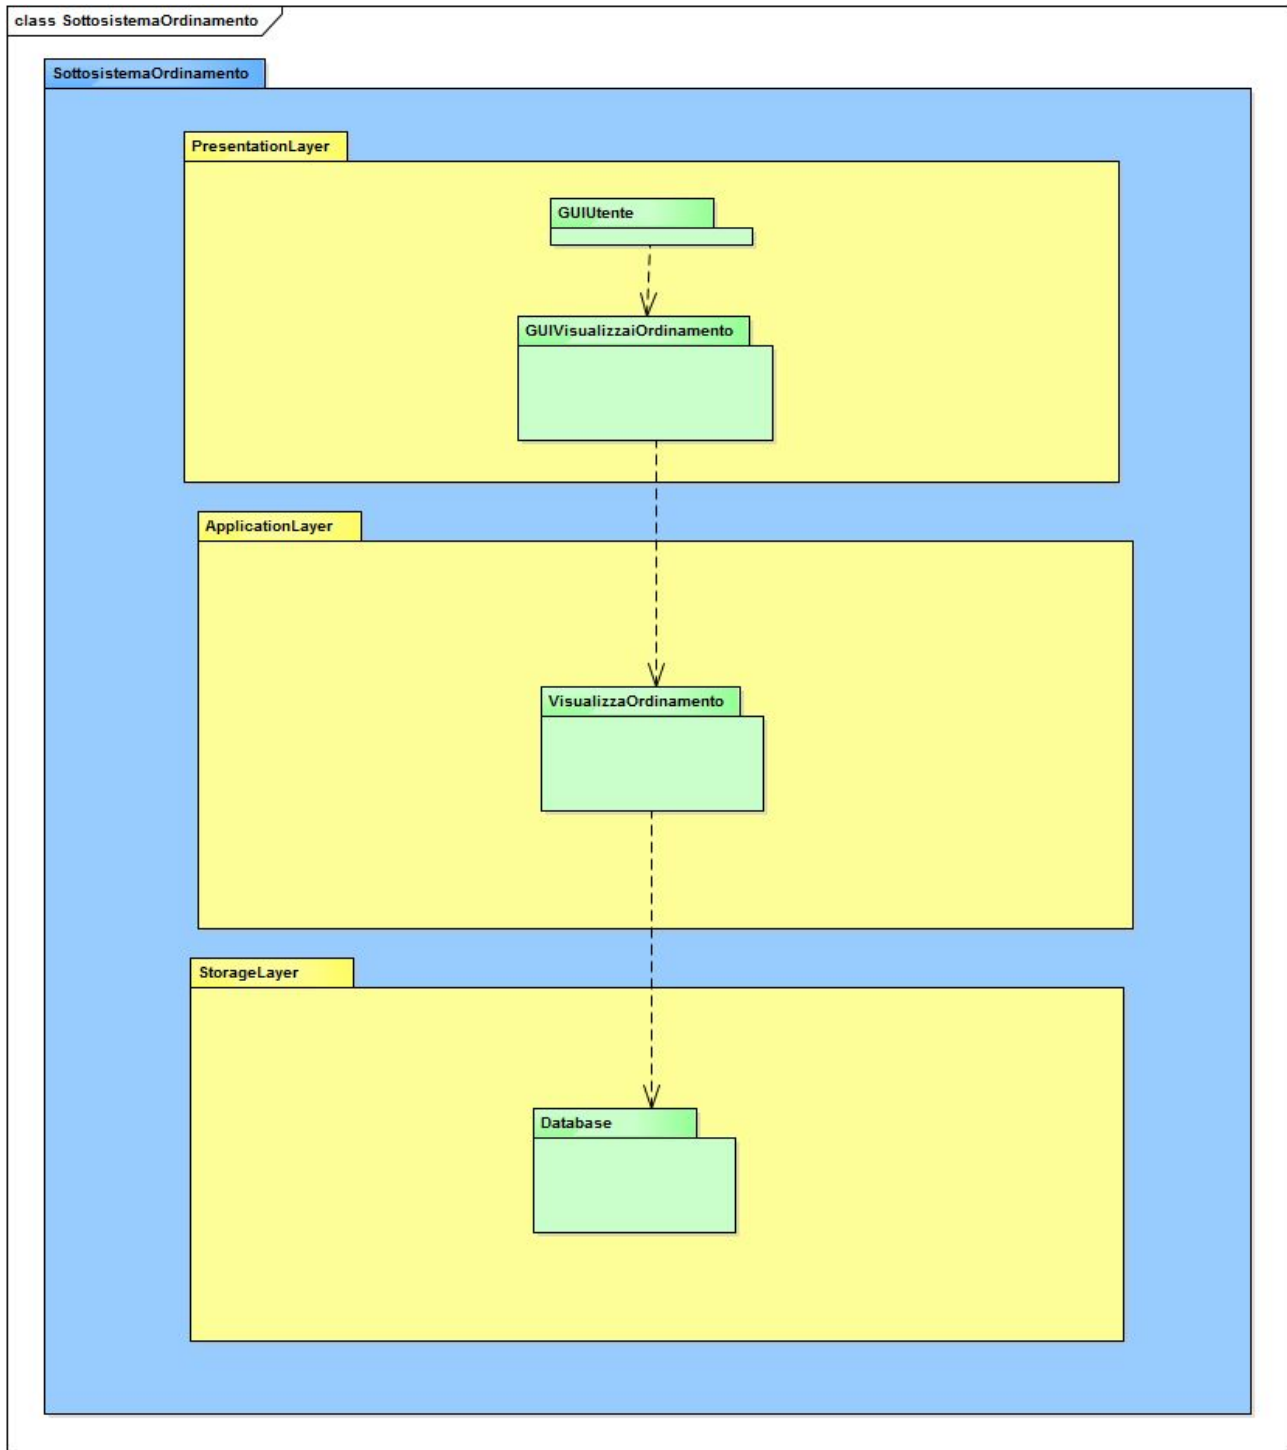 class SottosistemaOrdinamento
SottosistemaOrdinamento
PresentationLayer
GUIUtente
GUIVisualizzaiOrdinamento
ApplicationLayer
VisualizzaOrdinamento
StorageLayer
Database